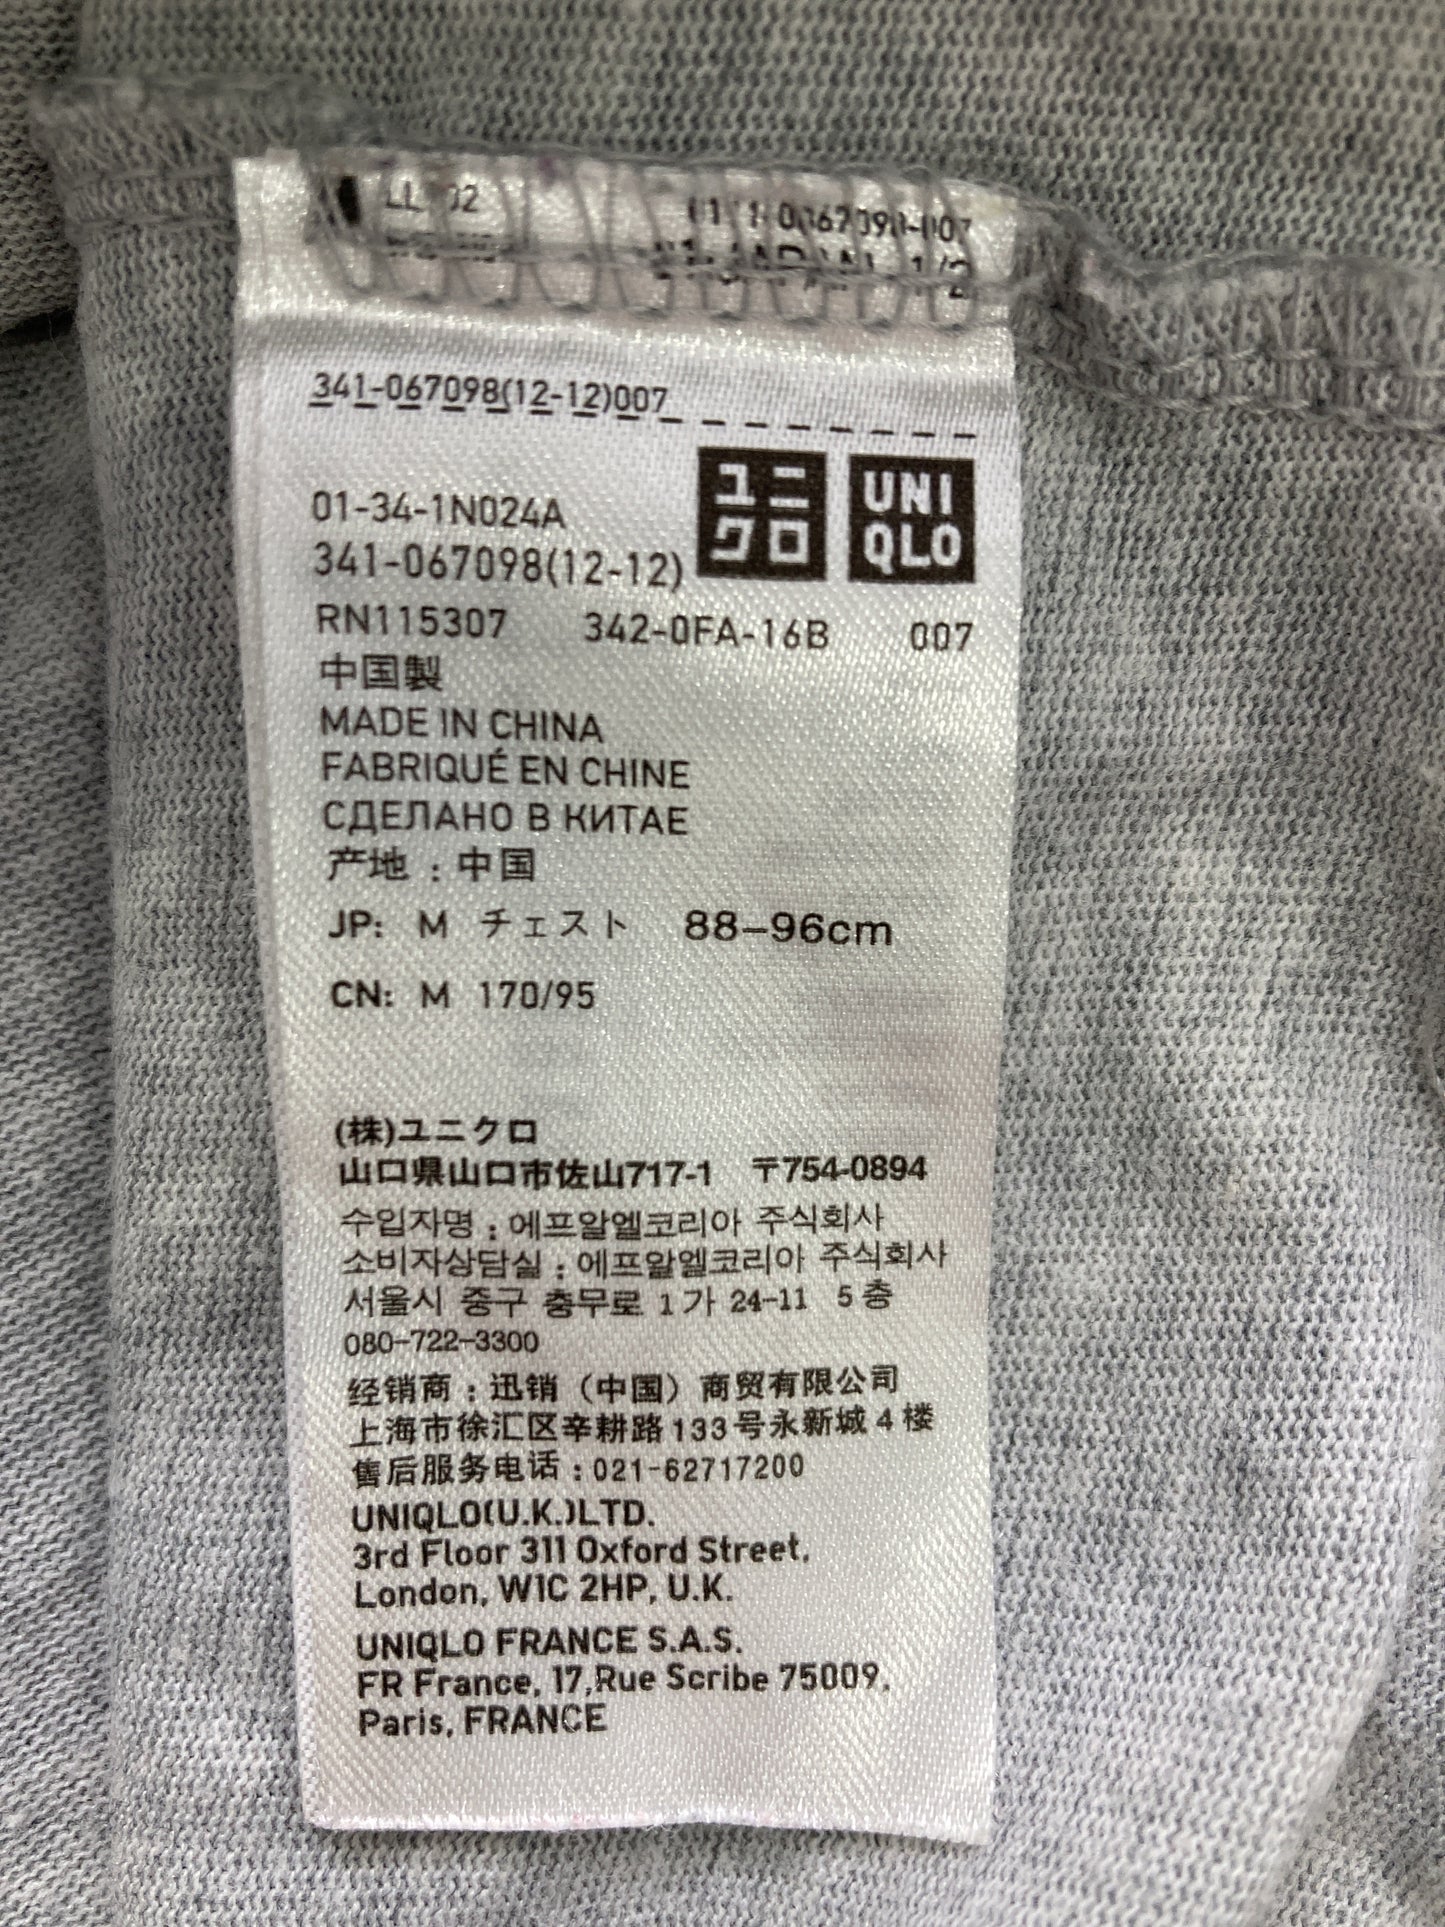 341-067098(12-12)007
ユニクロ UNIQLO
01-34-1N024A
341-067098(12-12)
RN115307 342-0FA-16B 007
中国製
MADE IN CHINA
FABRIQUÉ EN CHINE
СДЕЛАНО В КИТАЕ
产地：中国
JP: M チェスト 88-96cm
CN: M 170/95
(株)ユニクロ
山口県山口市佐山717-1 〒754-0894
수입자명 : 에프알엘코리아 주식회사
소비자상담실 : 에프알엘코리아 주식회사
서울시 중구 충무로 1가 24-11 5층
080-722-3300
经销商：迅销（中国）商贸有限公司
上海市徐汇区辛耕路133号永新城4楼
售后服务电话：021-62717200
UNIQLO(U.K.)LTD.
3rd Floor 311 Oxford Street,
London, W1C 2HP, U.K.
UNIQLO FRANCE S.A.S.
FR France, 17,Rue Scribe 75009,
Paris, FRANCE